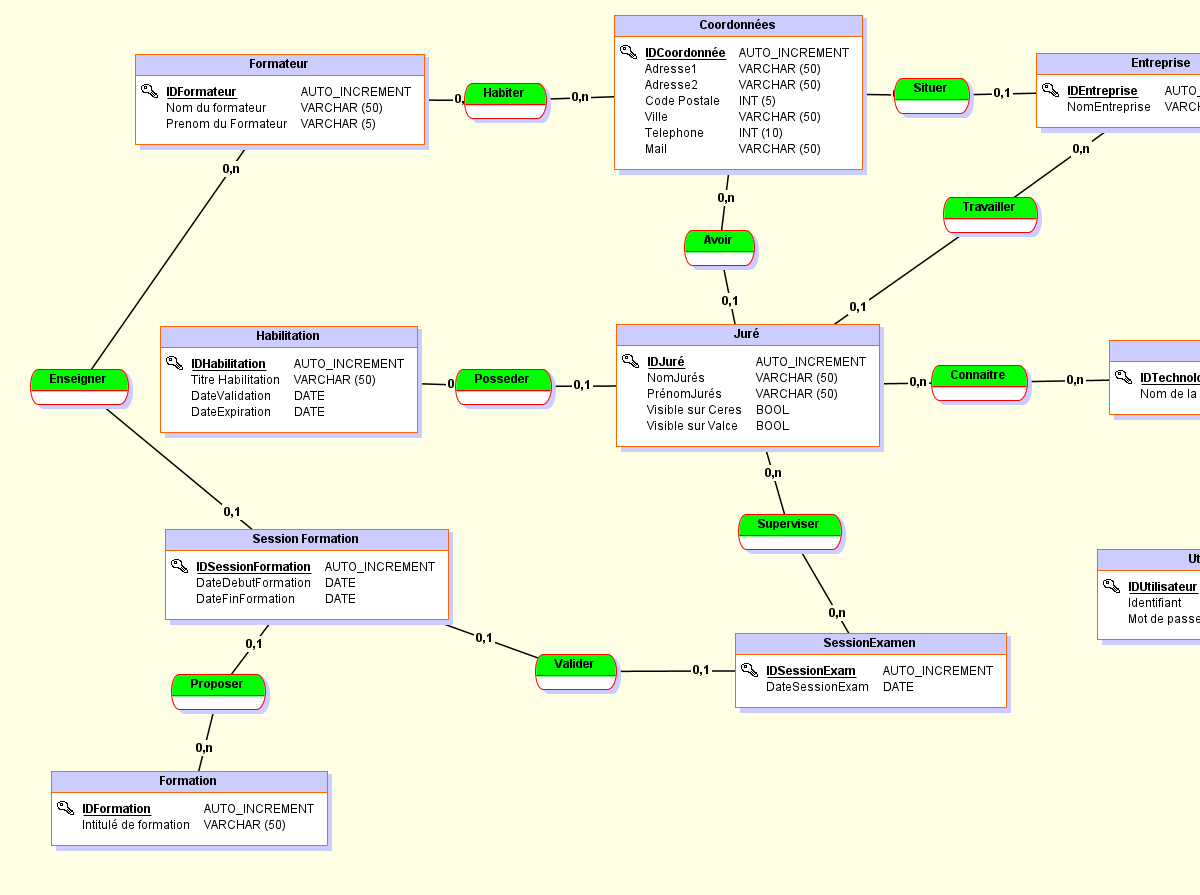 Coordonnées
IDCoordonnée AUTO_INCREMENT
Adresse1 VARCHAR (50)
Adresse2 VARCHAR (50)
Code Postale INT (5)
Ville VARCHAR (50)
Telephone INT (10)
Mail VARCHAR (50)
Formateur
IDFormateur AUTO_INCREMENT
Nom du formateur VARCHAR (50)
Prenom du Formateur VARCHAR (5)
0,
Habiter
0,n
Situer
0,1
Entreprise
IDEntreprise AUTO_
NomEntreprise VARCH
0,n
0,n
0,n
Travailler
Avoir
0,1
0,1
Habilitation
IDHabilitation AUTO_INCREMENT
Titre Habilitation VARCHAR (50)
DateValidation DATE
DateExpiration DATE
Enseigner
0
Posseder
0,1
Juré
IDJuré AUTO_INCREMENT
NomJurés VARCHAR (50)
PrénomJurés VARCHAR (50)
Visible sur Ceres BOOL
Visible sur Valce BOOL
0,n
Connaitre
0,n
IDTechnolo
Nom de la
0,n
0,1
Superviser
Session Formation
IDSessionFormation AUTO_INCREMENT
DateDebutFormation DATE
DateFinFormation DATE
Ut
IDUtilisateur
Identifiant
Mot de passe
0,n
0,1
0,1
Valider
0,1
SessionExamen
IDSessionExam AUTO_INCREMENT
DateSessionExam DATE
Proposer
0,n
Formation
IDFormation AUTO_INCREMENT
Intitulé de formation VARCHAR (50)